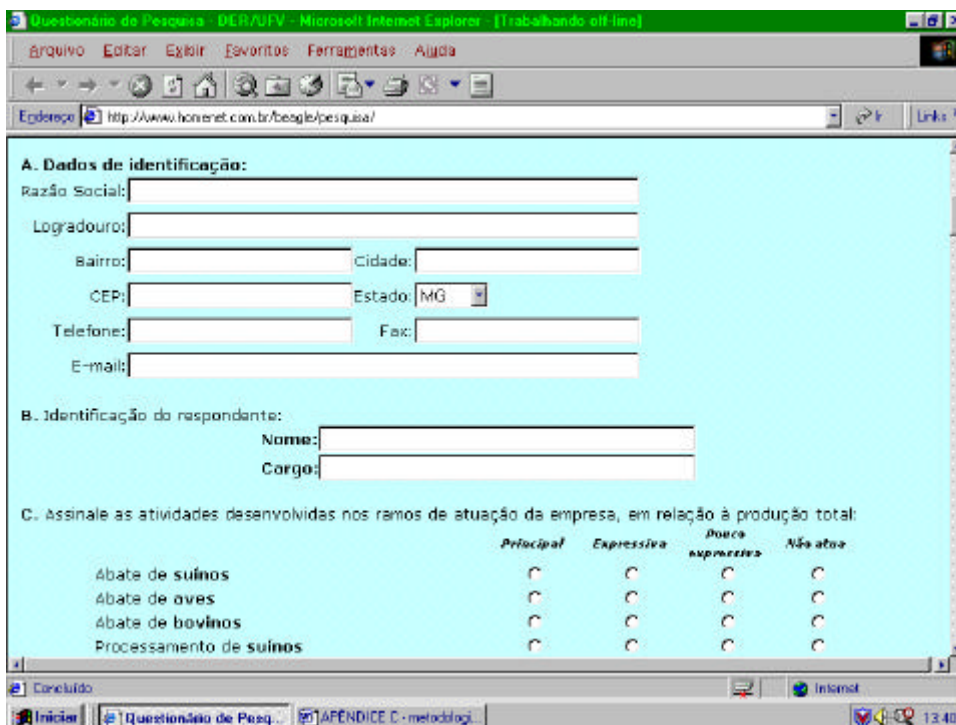 Questionário de Pesquisa - DER/UFV - Microsoft Internet Explorer - [Trabalhando off-line]
Arquivo Editar Exibir Favoritos Ferramentas Ajuda
Endereço http://www.homenet.com.br/beagle/pesquisa/ Ir Links
A. Dados de identificação:
Razão Social:
Logradouro:
Bairro: Cidade:
CEP: Estado: MG
Telefone: Fax:
E-mail:
B. Identificação do respondente:
Nome:
Cargo:
C. Assinale as atividades desenvolvidas nos ramos de atuação da empresa, em relação à produção total:
Principal Expressiva Pouco expressiva Não atua
Abate de suínos
Abate de aves
Abate de bovinos
Processamento de suínos
Concluído Internet
Iniciar Questionário de Pesq... APÊNDICE C - metodologi... 13:40